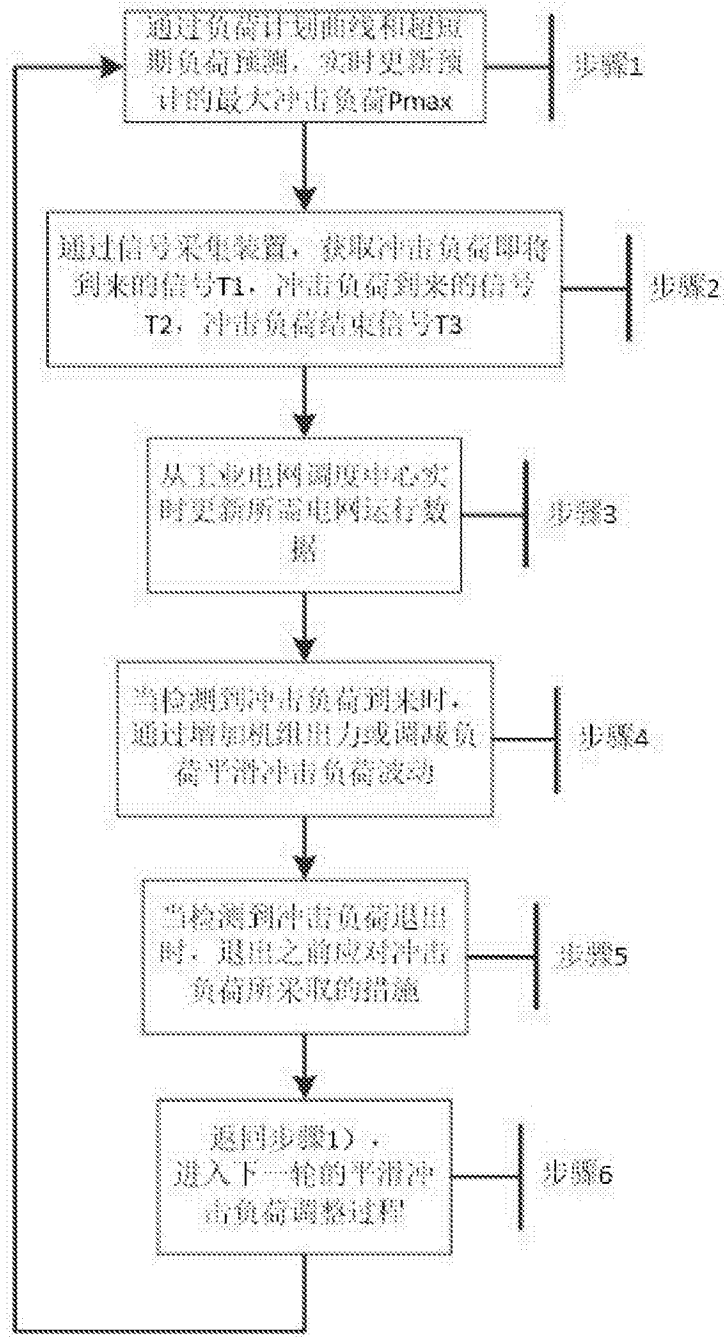 通过负荷计划曲线和超短
期负荷预测，实时更新预
计的最大冲击负荷Pmax
步骤1
通过信号采集装置，获取冲击负荷即将
到来的信号T1，冲击负荷到来的信号
T2，冲击负荷结束信号T3
步骤2
从工业电网调度中心实
时更新所需电网运行数
据
步骤3
当检测到冲击负荷到来时，
通过增加机组出力或调减负
荷平滑冲击负荷波动
步骤4
当检测到冲击负荷退出
时，退出之前应对冲击
负荷所采取的措施
步骤5
返回步骤1），
进入下一轮的平滑冲
击负荷调整过程
步骤6